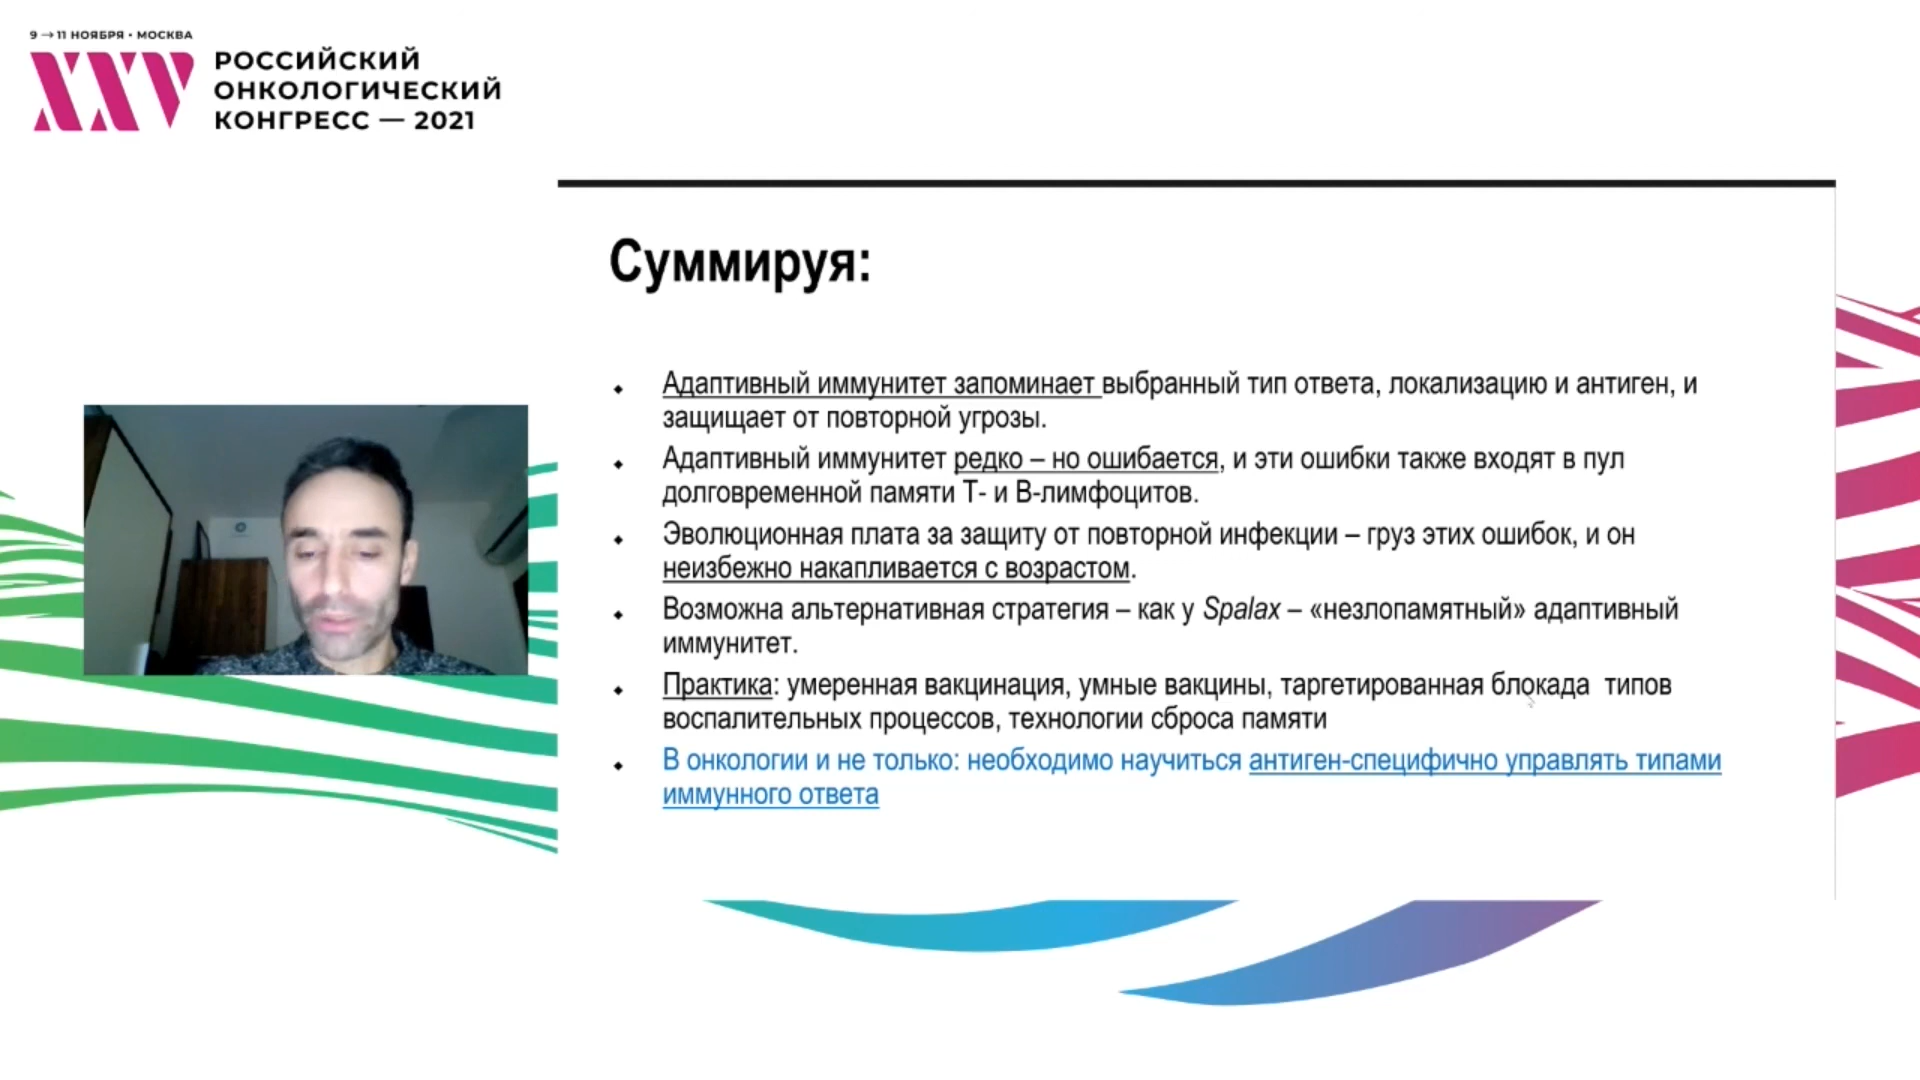 9 → 11 НОЯБРЯ • МОСКВА
XXV
РОССИЙСКИЙ
ОНКОЛОГИЧЕСКИЙ
КОНГРЕСС — 2021
Суммируя:
Адаптивный иммунитет запоминает выбранный тип ответа, локализацию и антиген, и
защищает от повторной угрозы.
Адаптивный иммунитет редко – но ошибается, и эти ошибки также входят в пул
долговременной памяти Т- и В-лимфоцитов.
Эволюционная плата за защиту от повторной инфекции – груз этих ошибок, и он
неизбежно накапливается с возрастом.
Возможна альтернативная стратегия – как у Spalax – «незлопамятный» адаптивный
иммунитет.
Практика: умеренная вакцинация, умные вакцины, таргетированная блокада  типов
воспалительных процессов, технологии сброса памяти
В онкологии и не только: необходимо научиться антиген-специфично управлять типами
иммунного ответа